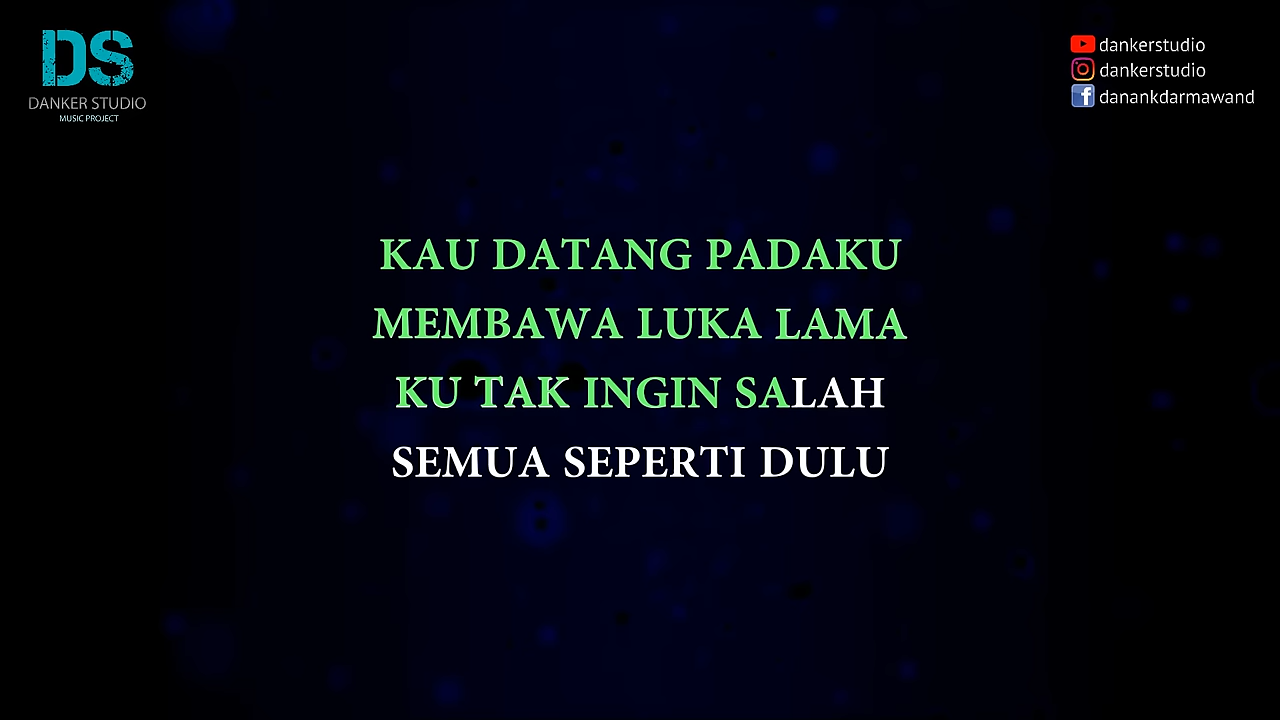 DS
DANKER STUDIO
MUSIC PROJECT
dankerstudio
dankerstudio
danankdarmawand
KAU DATANG PADAKU
MEMBAWA LUKA LAMA
KU TAK INGIN SALAH
SEMUA SEPERTI DULU